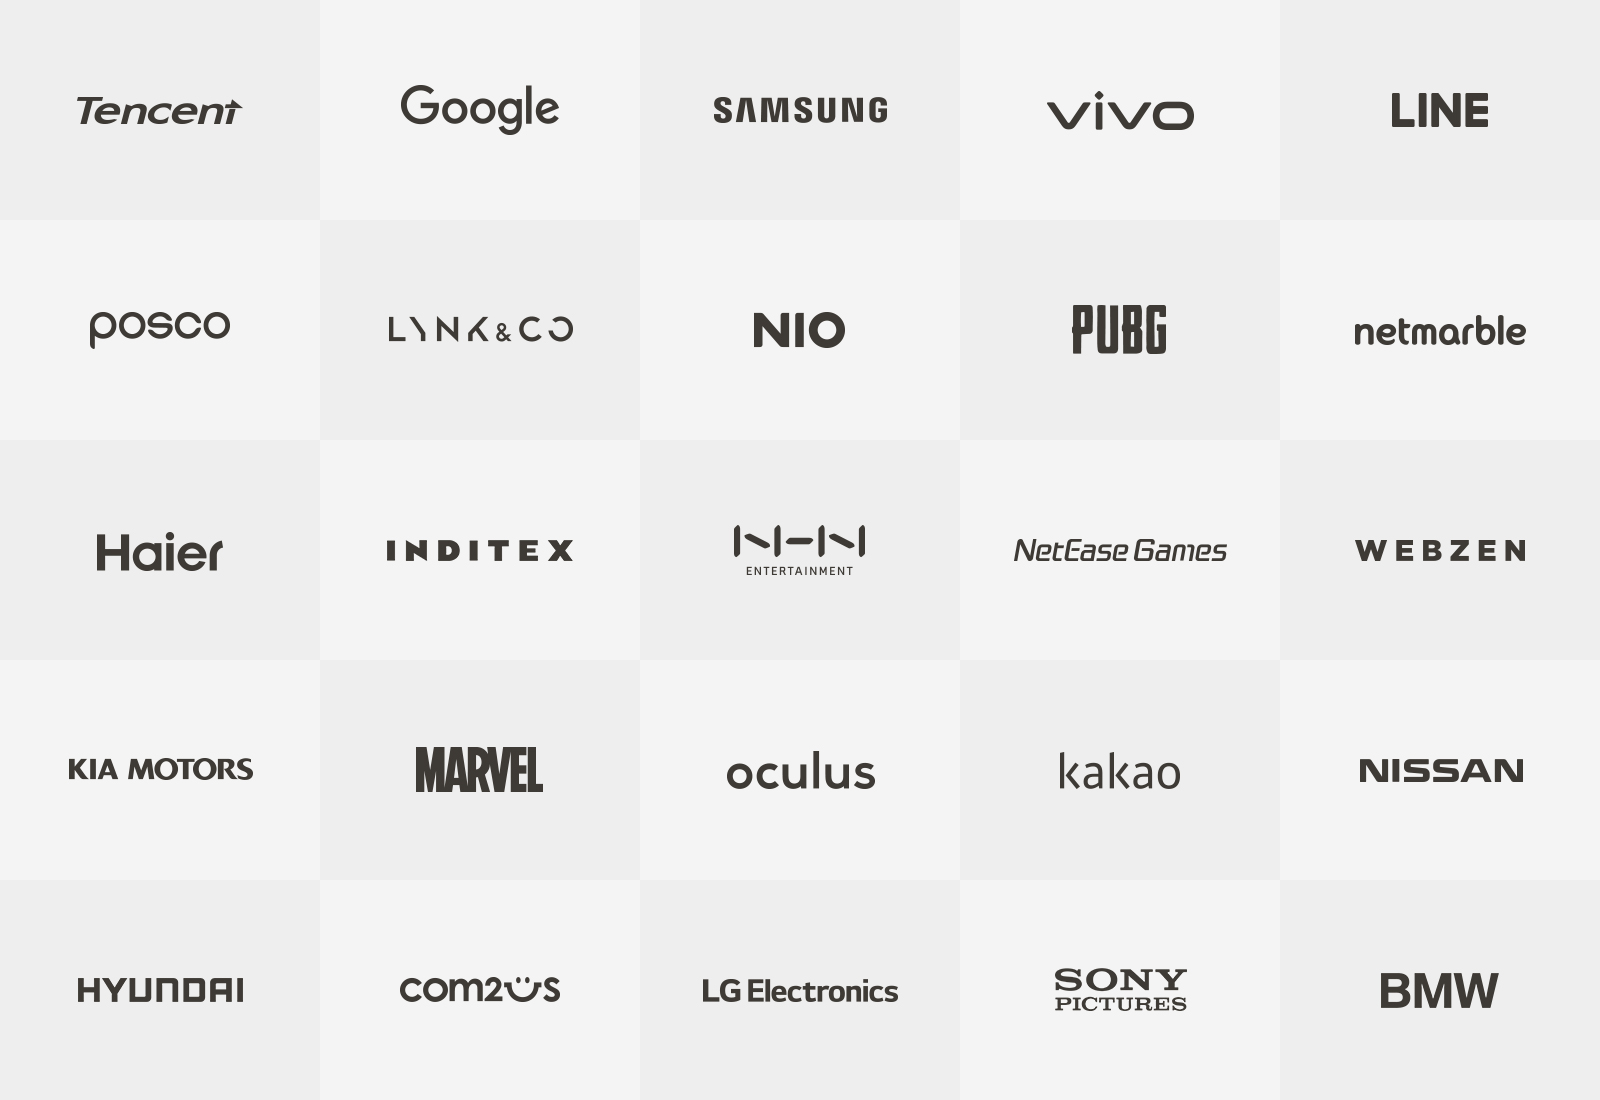 Tencent
Google
SAMSUNG
vivo
LINE
posco
LYNK & CO
NIO
PUBG
netmarble
Haier
INDITEX
NHN
ENTERTAINMENT
NetEase Games
WEBZEN
KIA MOTORS
MARVEL
oculus
kakao
NISSAN
HYUNDAI
com2us
LG Electronics
SONY
PICTURES
BMW